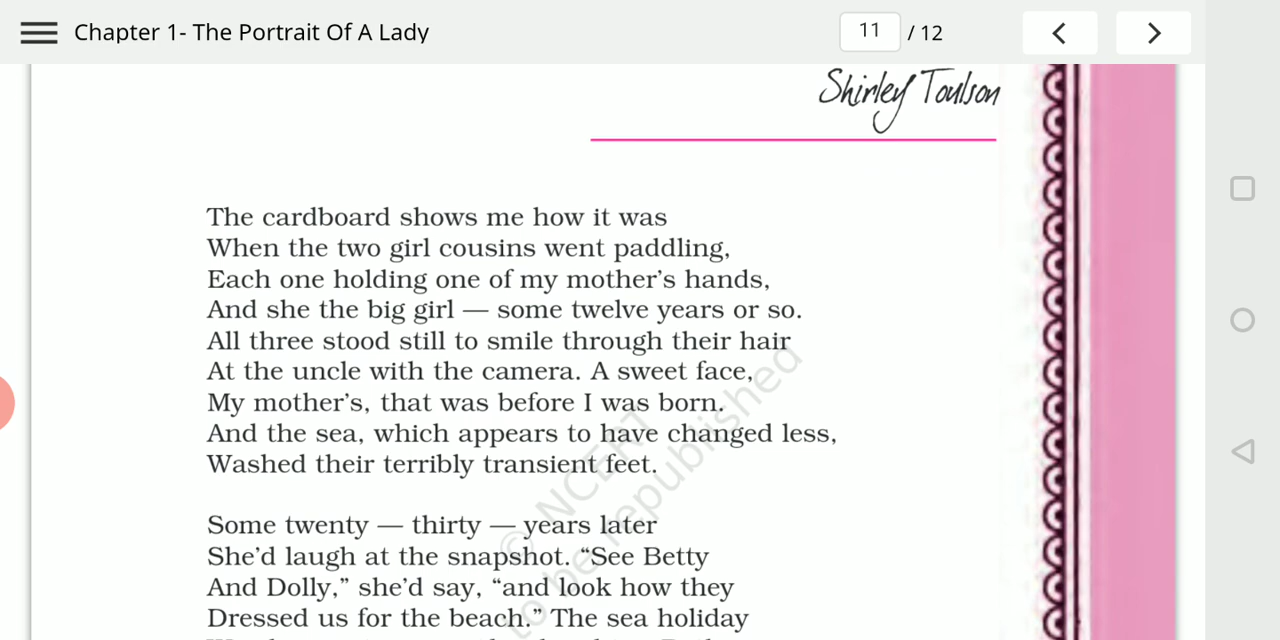 Chapter 1- The Portrait Of A Lady
11 / 12
Shirley Toulson
The cardboard shows me how it was
When the two girl cousins went paddling,
Each one holding one of my mother’s hands,
And she the big girl — some twelve years or so.
All three stood still to smile through their hair
At the uncle with the camera. A sweet face,
My mother’s, that was before I was born.
And the sea, which appears to have changed less,
Washed their terribly transient feet.
Some twenty — thirty — years later
She’d laugh at the snapshot. “See Betty
And Dolly,” she’d say, “and look how they
Dressed us for the beach.” The sea holiday
© NCERT
to be republished